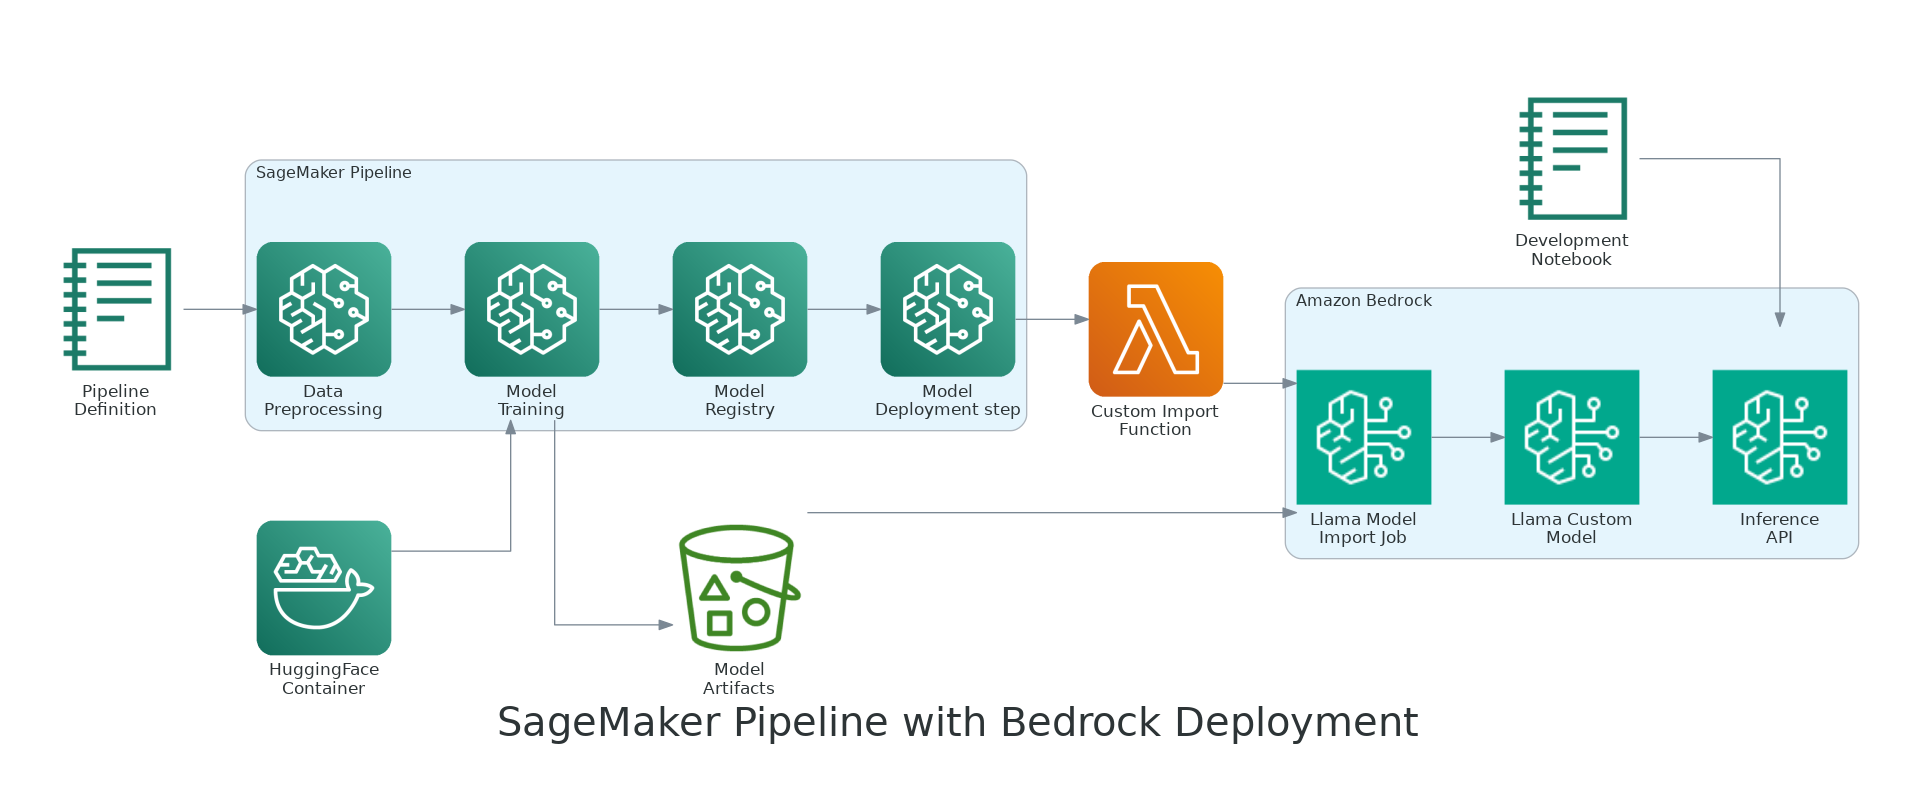 SageMaker Pipeline
Pipeline
Definition
Data
Preprocessing
Model
Training
Model
Registry
Model
Deployment step
Custom Import
Function
Development
Notebook
Amazon Bedrock
Llama Model
Import Job
Llama Custom
Model
Inference
API
HuggingFace
Container
Model
Artifacts
SageMaker Pipeline with Bedrock Deployment